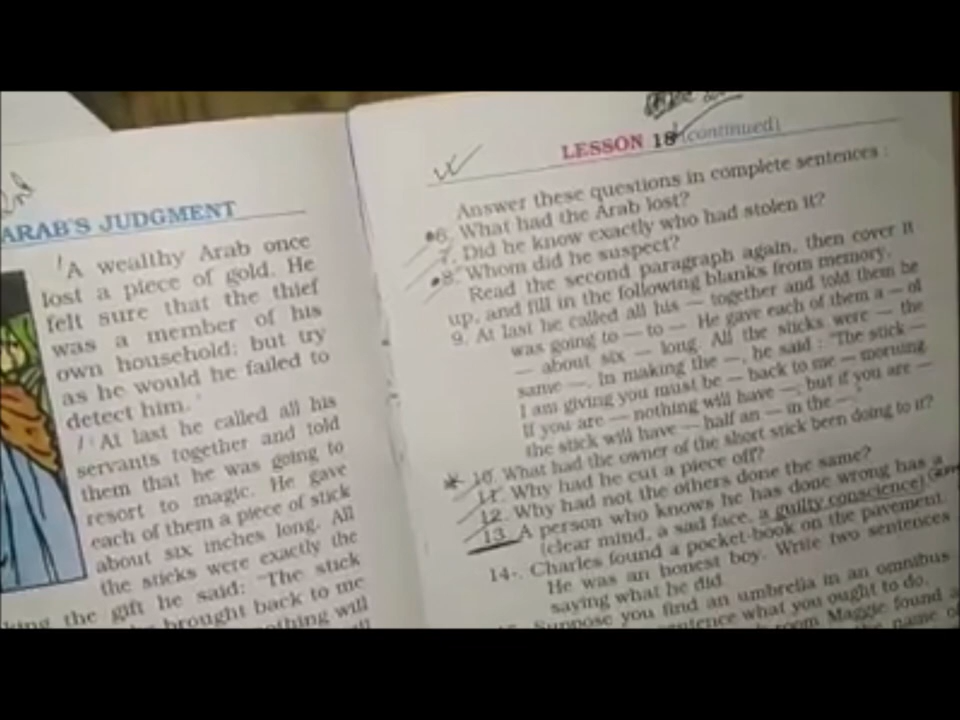 2nd
ARAB'S JUDGMENT
A wealthy Arab once
lost a piece of gold. He
felt sure that the thief
was a member of his
own household; but try
as he would he failed to
detect him.
At last he called all his
servants together and told
them that he was going to
resort to magic. He gave
each of them a piece of stick
about six inches long. All
the sticks were exactly the
king the gift he said: "The stick
brought back to me
nothing will
LESSON 18 (continued)
Answer these questions in complete sentences :
6. What had the Arab lost?
7. Did he know exactly who had stolen it?
8. Whom did he suspect?
Read the second paragraph again, then cover it
up, and fill in the following blanks from memory.
9. At last he called all his — together and told them he
was going to — to —. He gave each of them a — of
— about six — long. All the sticks were — the
same —. In making the —, he said : "The stick —
I am giving you must be — back to me — morning
If you are — nothing will have —; but if you are —
the stick will have — half an — in the —."
10. What had the owner of the short stick been doing to it?
11. Why had he cut a piece off?
12. Why had not the others done the same?
13. A person who knows he has done wrong has a
(clear mind, a sad face, a guilty conscience)
14-. Charles found a pocket-book on the pavement.
He was an honest boy. Write two sentences
saying what he did.
Suppose you find an umbrella in an omnibus
sentence what you ought to do.
room Maggie found a
the name of